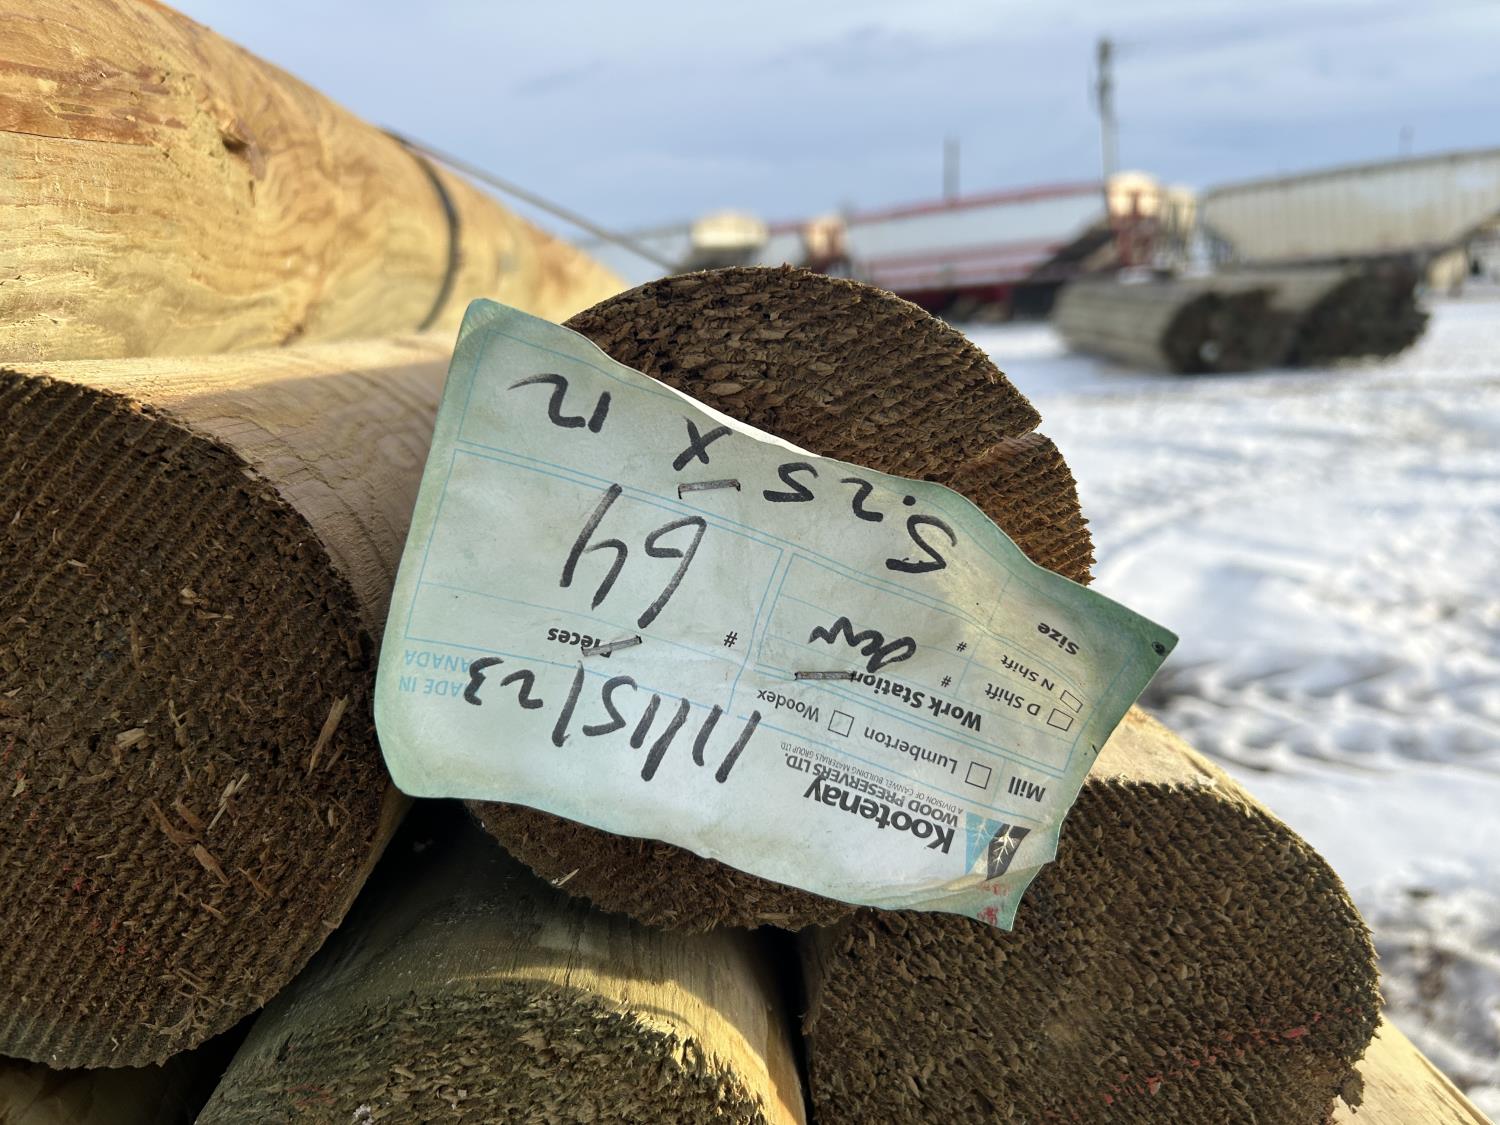 Kootenay
WOOD PRESERVERS LTD.
A DIVISION OF CANWEL BUILDING MATERIALS GROUP LTD.
11/15/23
Mill
Lumberton
Woodex
MADE IN
CANADA
Work Station
D Shift #
N Shift #
# Pieces
64
Size
5.25 X 12